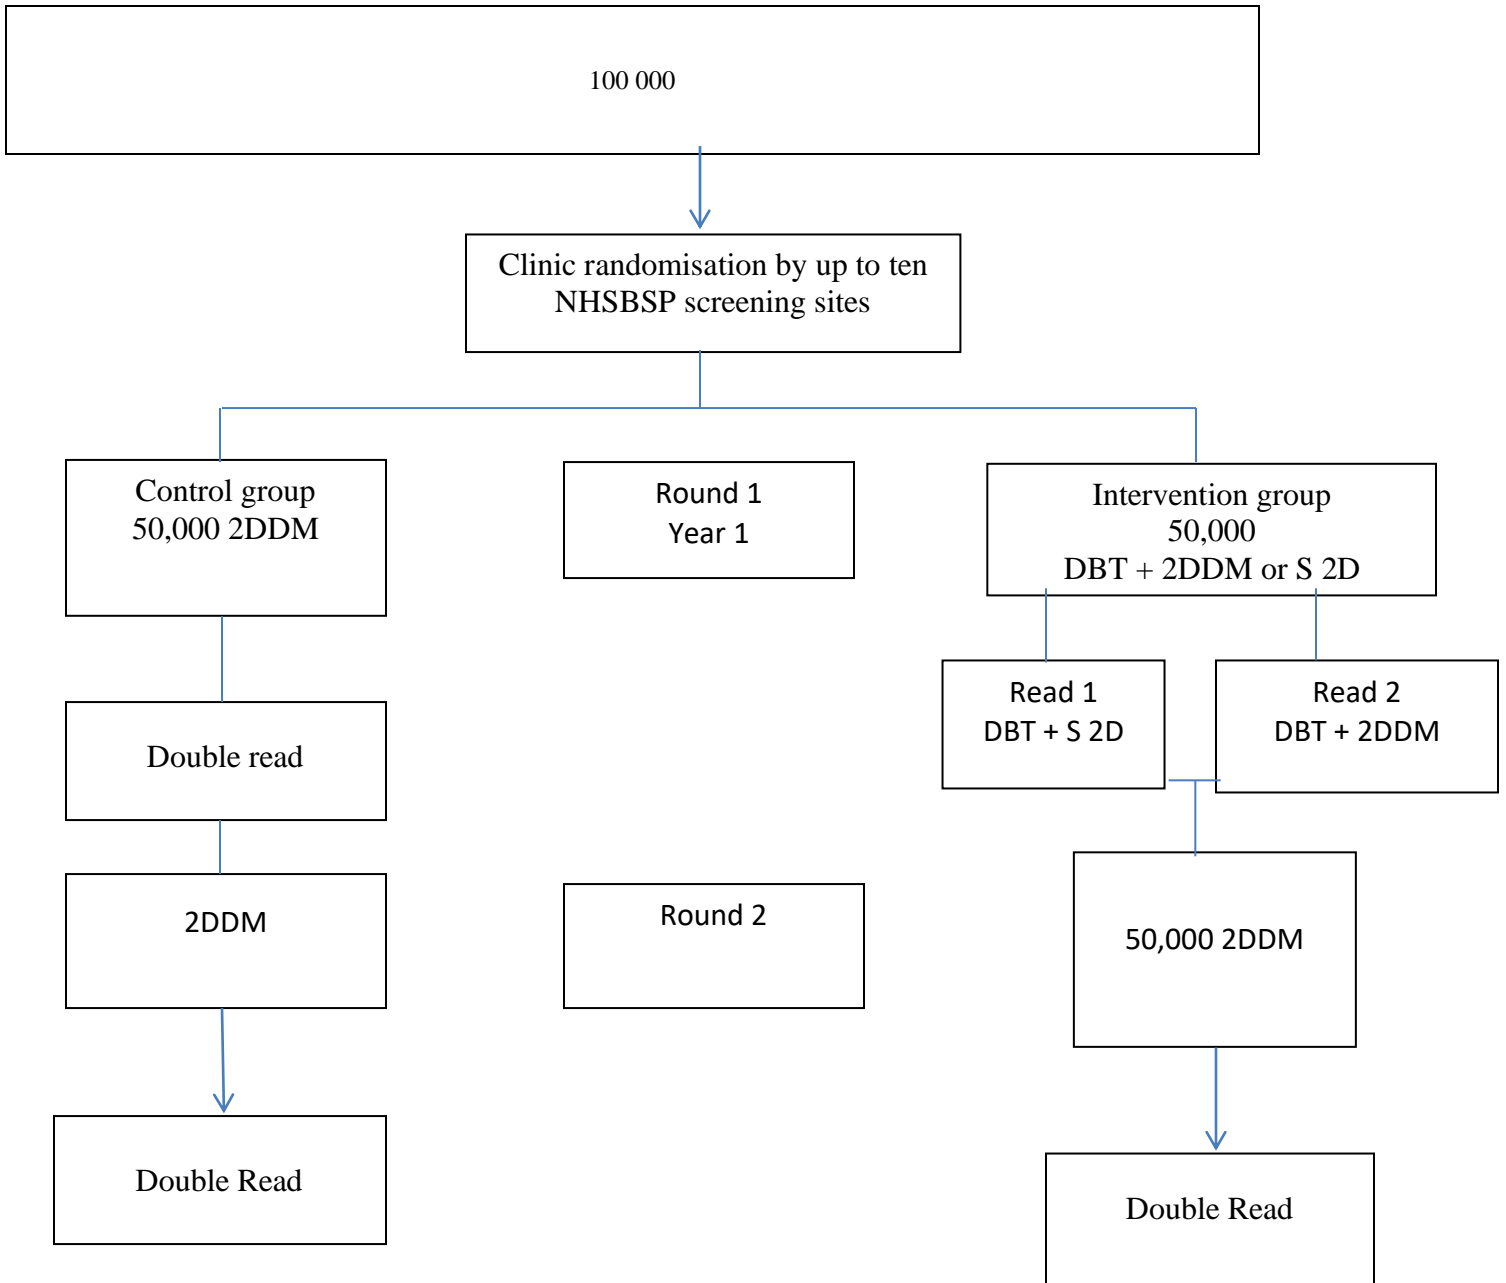 100 000
Clinic randomisation by up to ten
NHSBSP screening sites
Control group
50,000 2DDM
Round 1
Year 1
Intervention group
50,000
DBT + 2DDM or S 2D
Double read
Read 1
DBT + S 2D
Read 2
DBT + 2DDM
2DDM
Round 2
50,000 2DDM
Double Read
Double Read